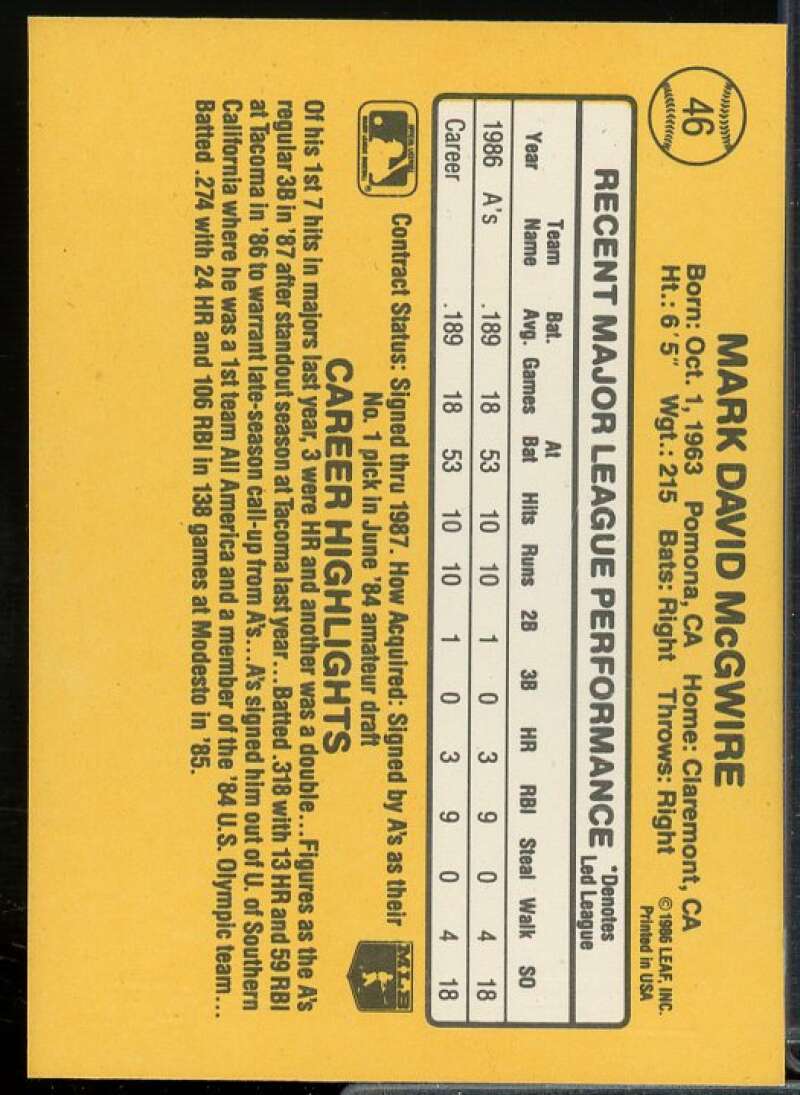 46
MARK DAVID McGWIRE
Born: Oct. 1, 1963 Pomona, CA Home: Claremont, CA
Ht.: 6'5" Wgt.: 215 Bats: Right Throws: Right
© 1986 LEAF, INC.
Printed in USA
RECENT MAJOR LEAGUE PERFORMANCE *Denotes
Led League
Team Bat. At
Year Name Avg. Games Bat Hits Runs 2B 3B HR RBI Steal Walk SO
1986 A's .189 18 53 10 10 1 0 3 9 0 4 18
Career .189 18 53 10 10 1 0 3 9 0 4 18
Contract Status: Signed thru 1987. How Acquired: Signed by A's as their
No. 1 pick in June '84 amateur draft
MLB
CAREER HIGHLIGHTS
Of his 1st 7 hits in majors last year, 3 were HR and another was a double...Figures as the A's
regular 3B in '87 after standout season at Tacoma last year...Batted .318 with 13 HR and 59 RBI
at Tacoma in '86 to warrant late-season call-up from A's...A's signed him out of U. of Southern
California where he was a 1st team All America and a member of the '84 U.S. Olympic team...
Batted .274 with 24 HR and 106 RBI in 138 games at Modesto in '85.